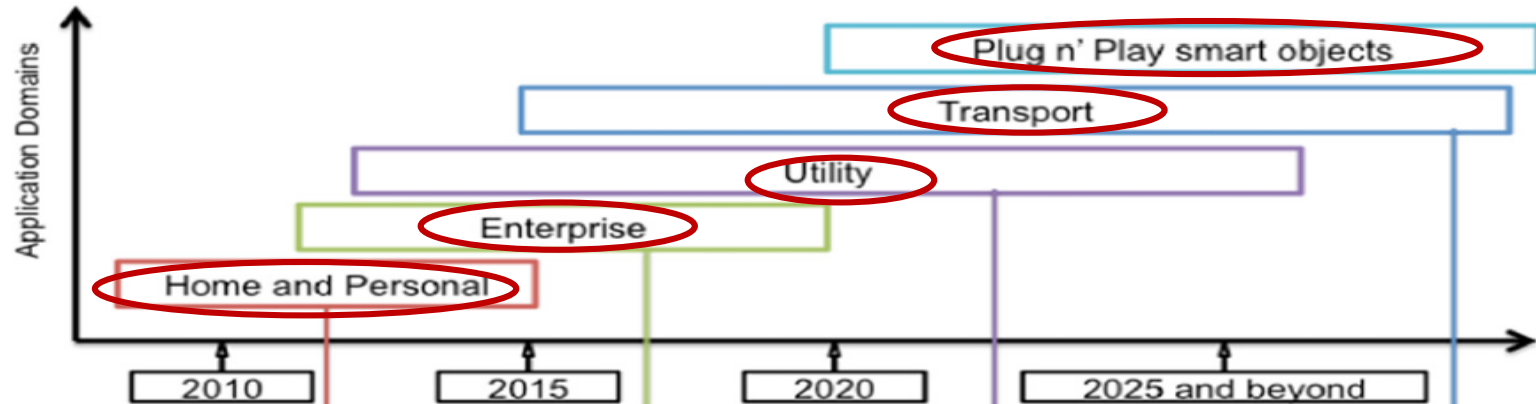 Application Domains
Plug n' Play smart objects
Transport
Utility
Enterprise
Home and Personal
2010
2015
2020
2025 and beyond